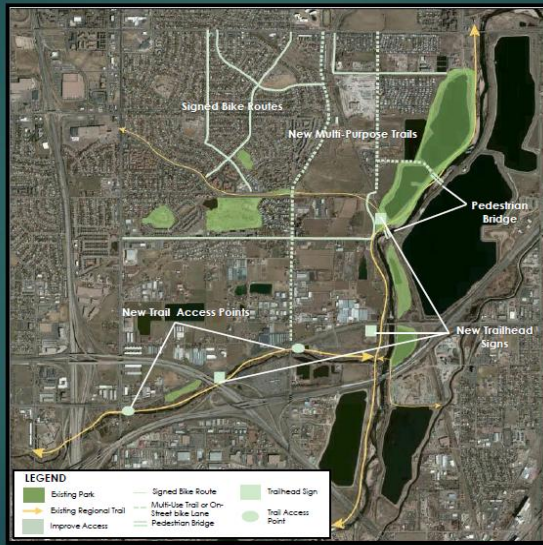 Signed Bike Routes
New Multi-Purpose Trails
Pedestrian
Bridge
New Trail Access Points
New Trailhead
Signs
LEGEND
Existing Park
Existing Regional Trail
Improve Access
Signed Bike Route
Multi-Use Trail or On-
Street bike Lane
Pedestrian Bridge
Trailhead Sign
Trail Access
Point